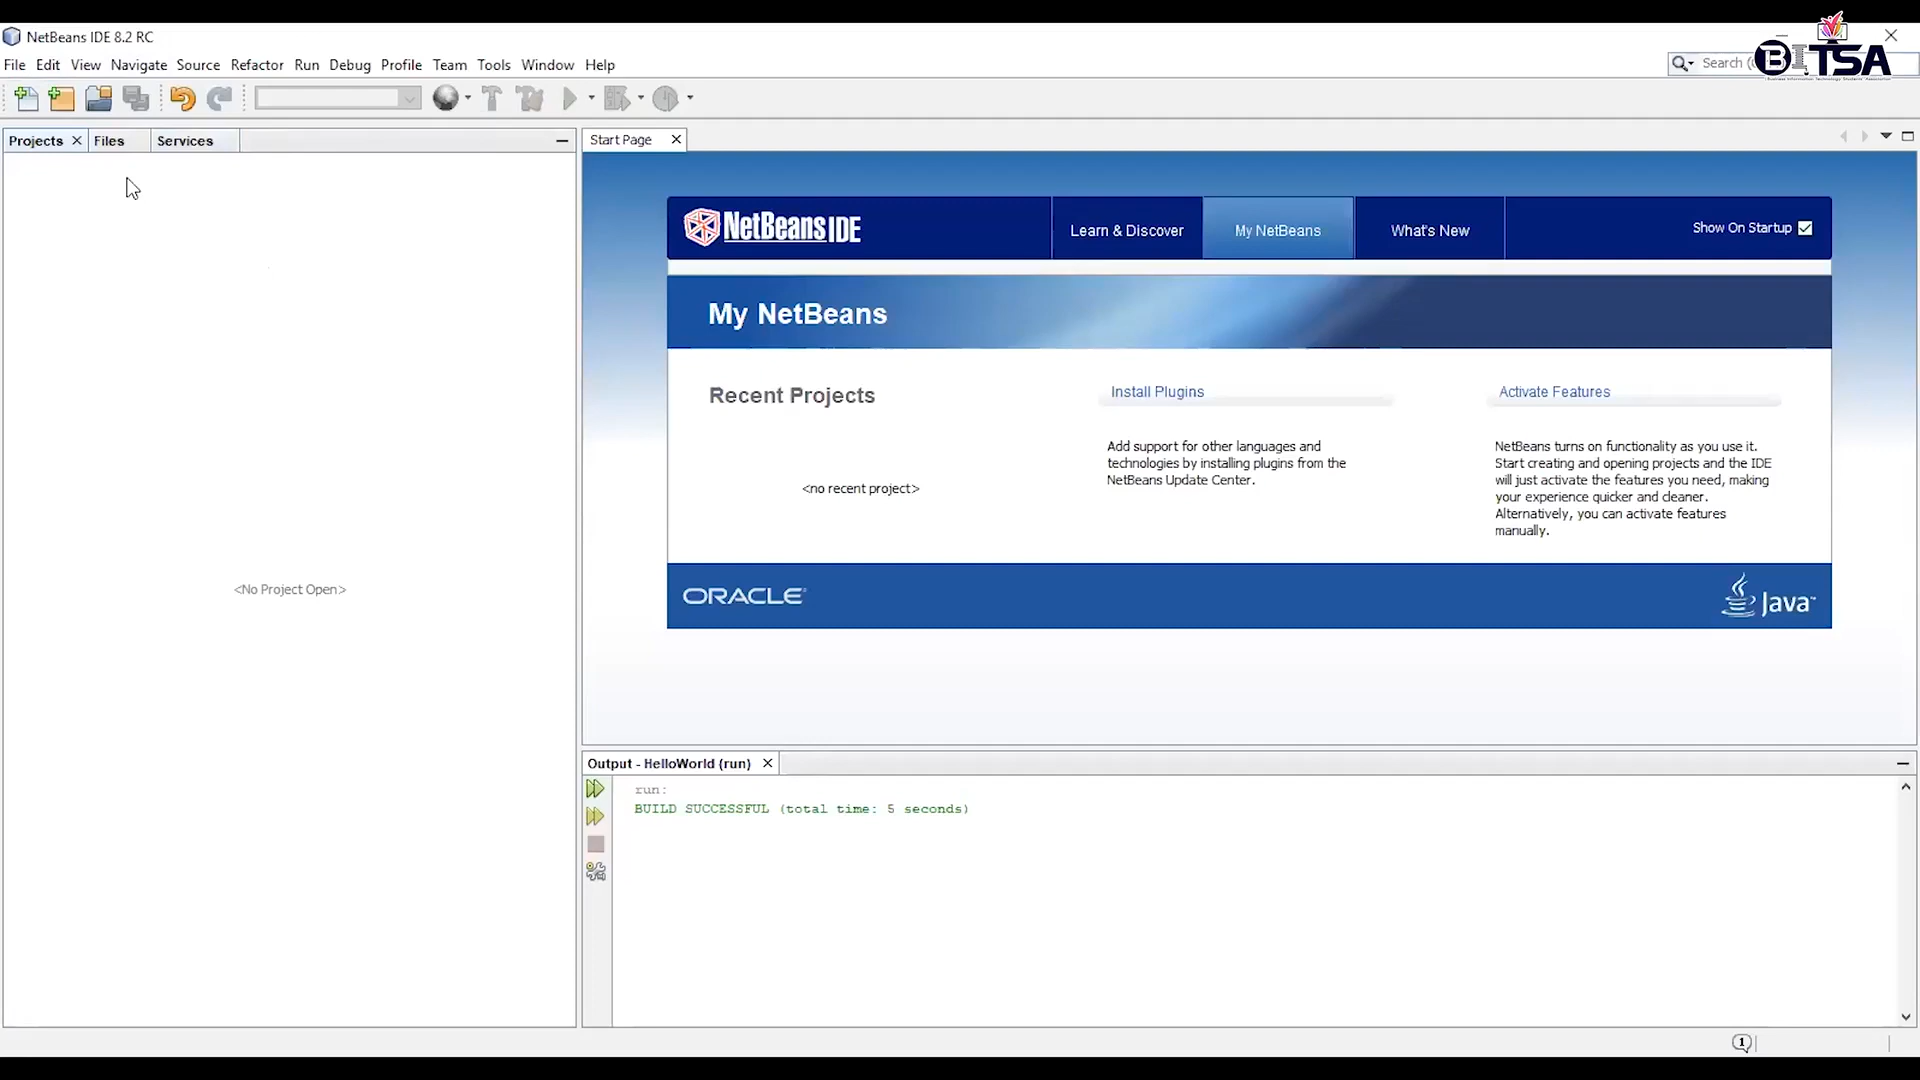 NetBeans IDE 8.2 RC
File Edit View Navigate Source Refactor Run Debug Profile Team Tools Window Help
Search (
BITSA
Projects Files Services
Start Page
NetBeans IDE
Learn & Discover
My NetBeans
What's New
Show On Startup
My NetBeans
Recent Projects
<no recent project>
Install Plugins
Add support for other languages and
technologies by installing plugins from the
NetBeans Update Center.
Activate Features
NetBeans turns on functionality as you use it.
Start creating and opening projects and the IDE
will just activate the features you need, making
your experience quicker and cleaner.
Alternatively, you can activate features
manually.
ORACLE
Java™
<No Project Open>
Output - HelloWorld (run)
run:
BUILD SUCCESSFUL (total time: 5 seconds)
1